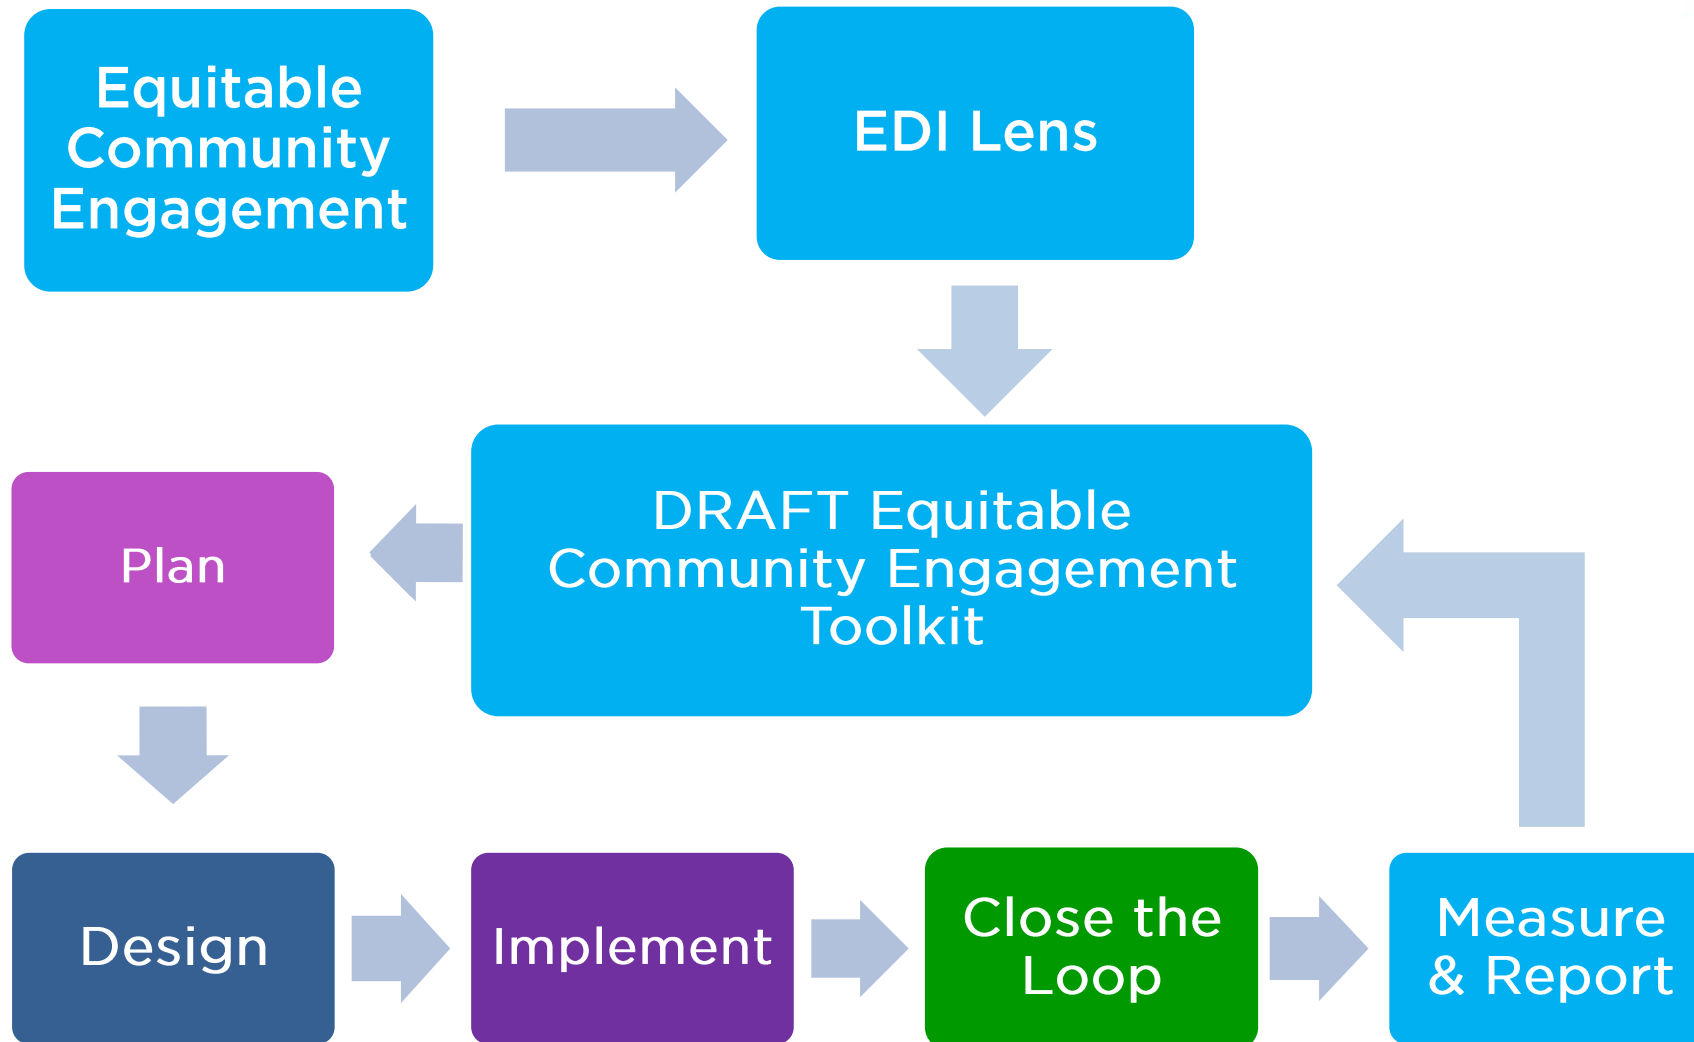 Equitable
Community
Engagement
EDI Lens
DRAFT Equitable
Community Engagement
Toolkit
Plan
Design
Implement
Close the
Loop
Measure
& Report